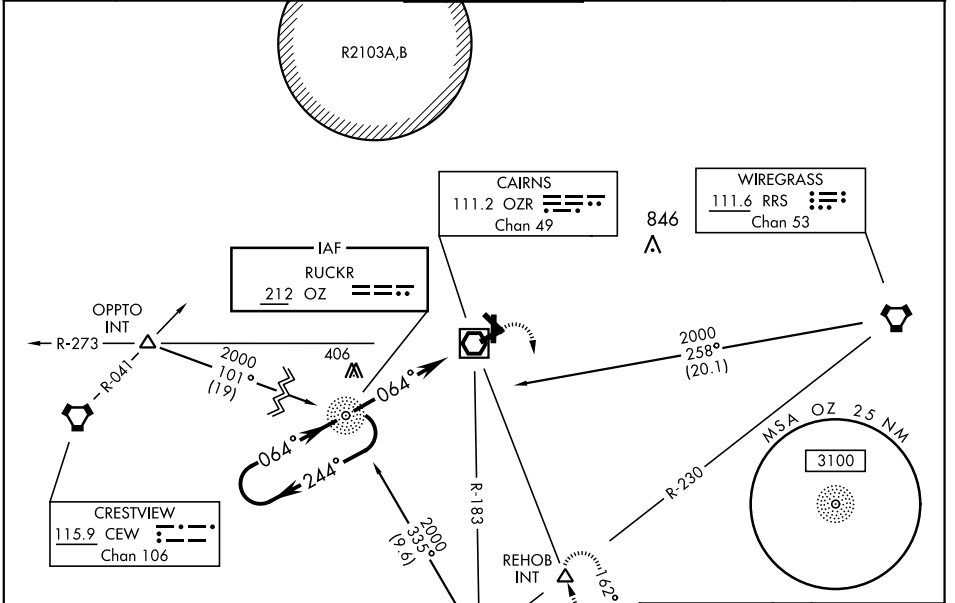 R2103A,B
CAIRNS
111.2 OZR
Chan 49
WIREGRASS
111.6 RRS
Chan 53
846
IAF
RUCKR
212 OZ
OPPTO
INT
R-273
R-041
2000
101°
(19)
406
064°
064°
244°
2000
258°
(20.1)
MSA OZ 25 NM
3100
R-230
R-183
CRESTVIEW
115.9 CEW
Chan 106
2000
335°
(9.6)
REHOB
INT
162°